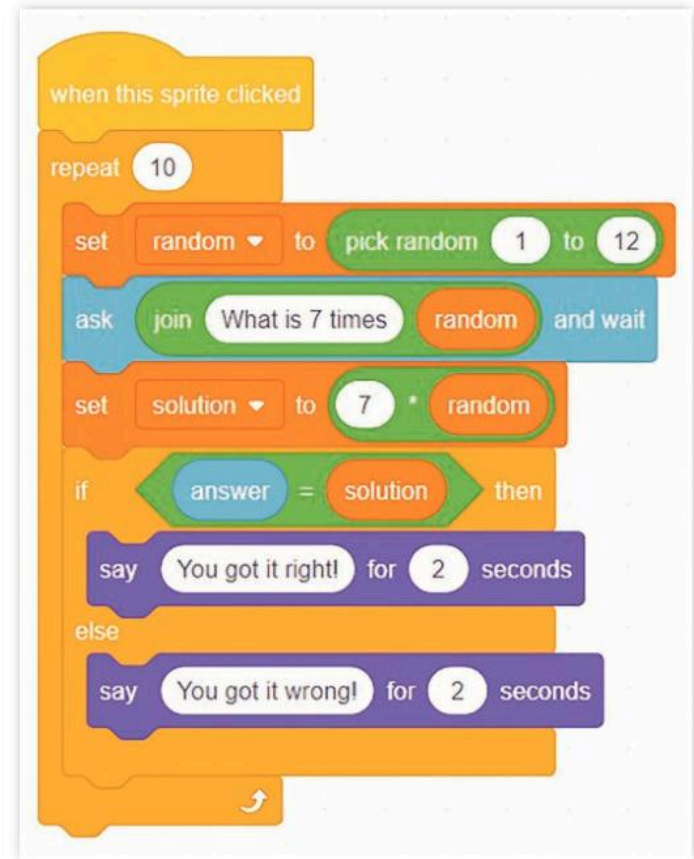 when this sprite clicked
repeat 10
set random to pick random 1 to 12
ask join What is 7 times random and wait
set solution to 7 * random
if answer = solution then
say You got it right! for 2 seconds
else
say You got it wrong! for 2 seconds